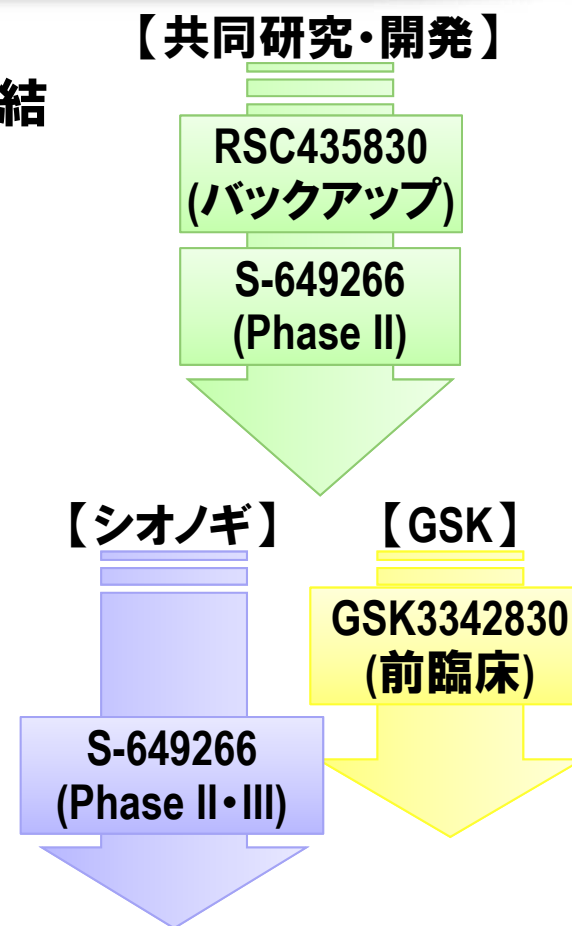 【共同研究・開発】
結
RSC435830
(バックアップ)
S-649266
(Phase II)
【シオノギ】
【GSK】
GSK3342830
(前臨床)
S-649266
(Phase II・III)